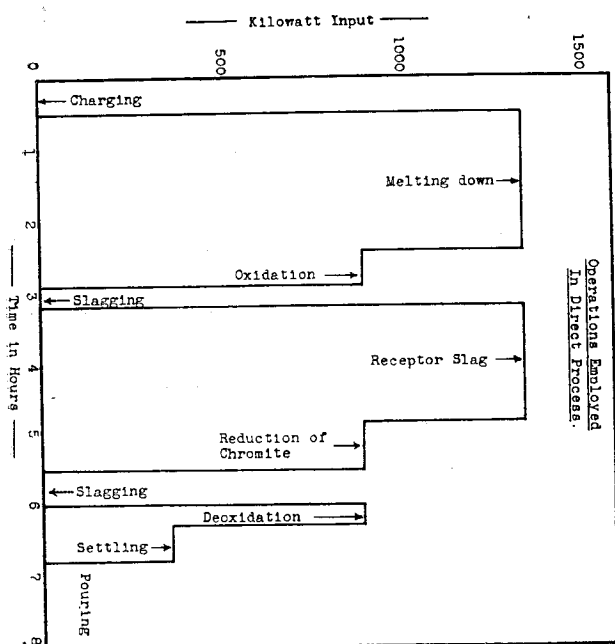 Kilowatt Input
0
500
1000
1500
Charging
1
Melting down
2
Oxidation
3
Slagging
Receptor Slag
4
Reduction of
Chromite
5
Slagging
6
Deoxidation
Settling
7
Pouring
8
Time in Hours
Operations Employed
In Direct Process.